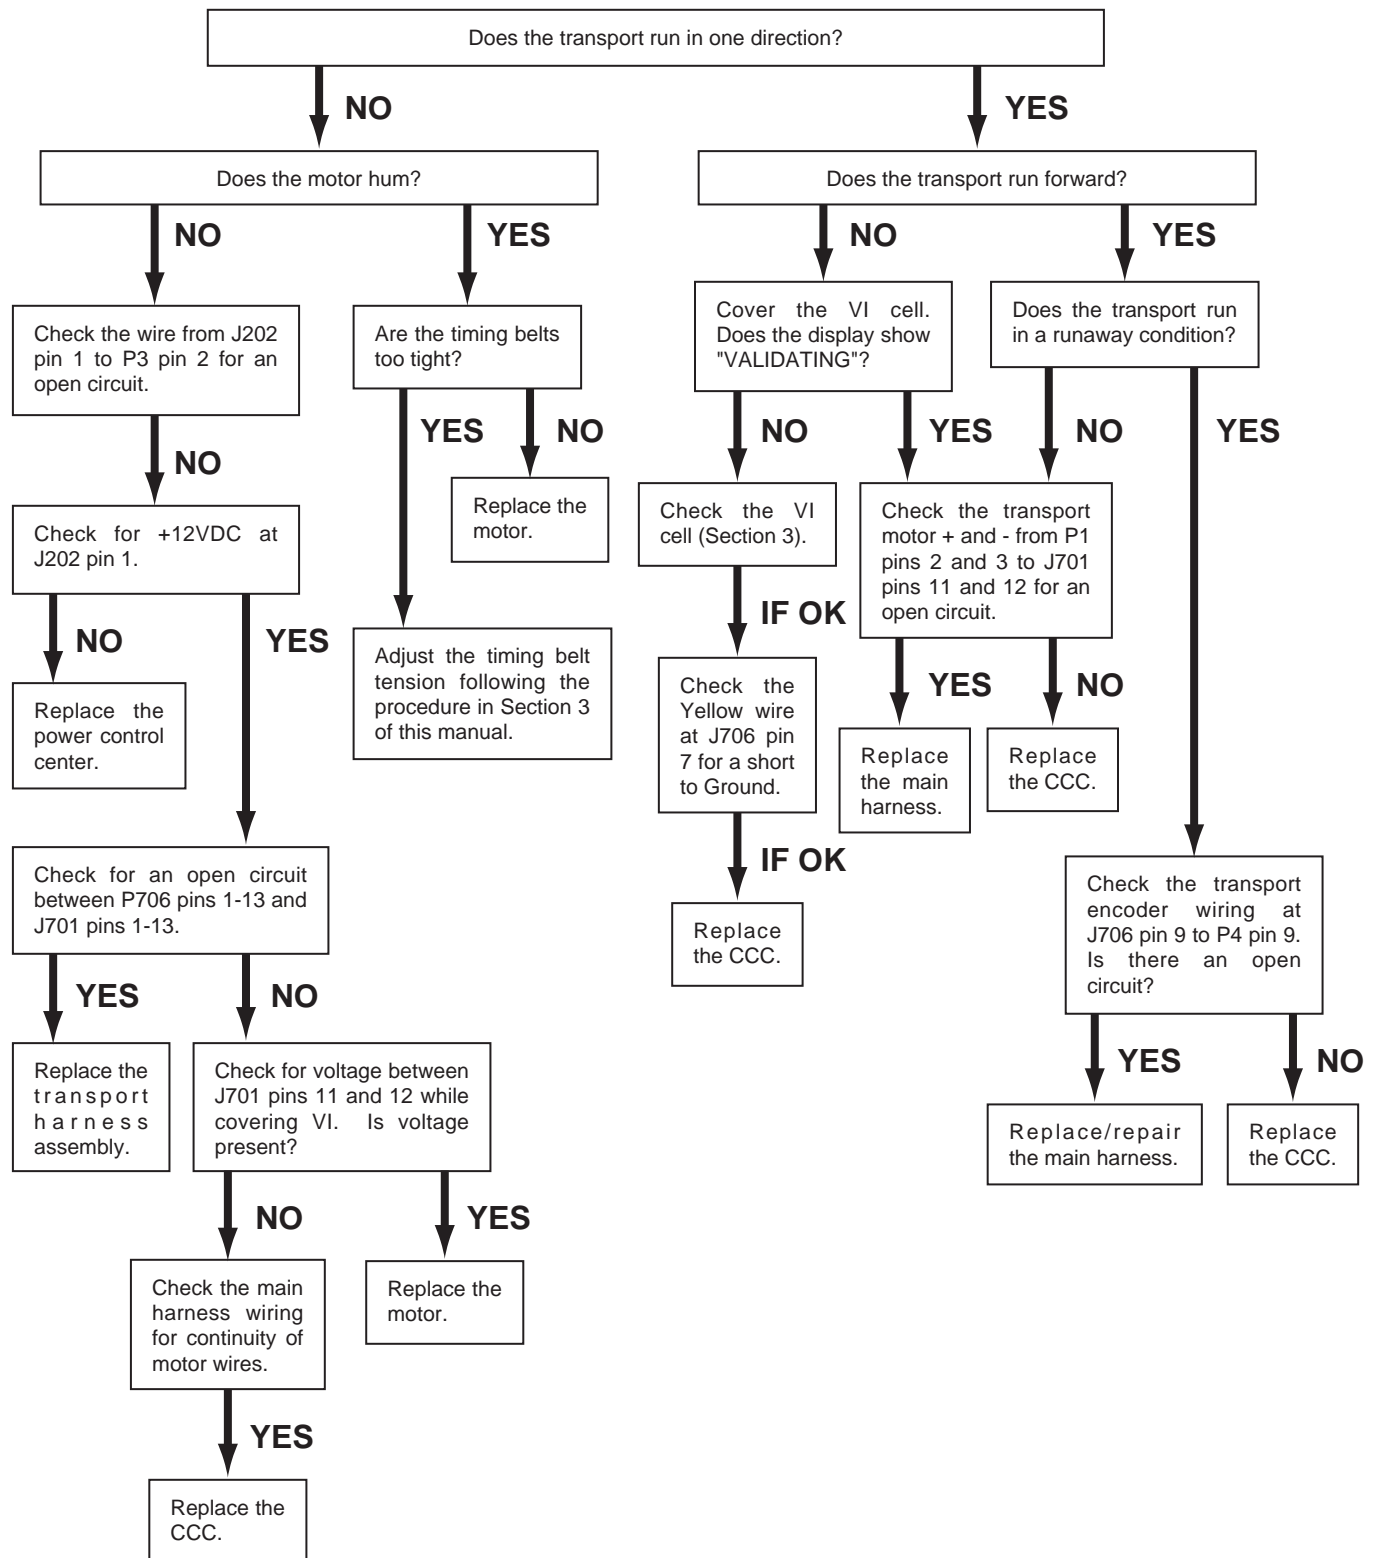 Does the transport run in one direction?
NO
YES
Does the motor hum?
Does the transport run forward?
NO
YES
NO
YES
Check the wire from J202
pin 1 to P3 pin 2 for an
open circuit.
Are the timing belts
too tight?
Cover the VI cell.
Does the display show
"VALIDATING"?
Does the transport run
in a runaway condition?
NO
YES
NO
NO
YES
NO
YES
Check for +12VDC at
J202 pin 1.
Replace the
motor.
Check the VI
cell (Section 3).
Check the transport
motor + and - from P1
pins 2 and 3 to J701
pins 11 and 12 for an
open circuit.
NO
YES
IF OK
Adjust the timing belt
tension following the
procedure in Section 3
of this manual.
Replace the
power control
center.
Check the
Yellow wire
at J706 pin
7 for a short
to Ground.
YES
NO
Replace
the main
harness.
Replace
the CCC.
IF OK
Check for an open circuit
between P706 pins 1-13 and
J701 pins 1-13.
Replace
the CCC.
Check the transport
encoder wiring at
J706 pin 9 to P4 pin 9.
Is there an open
circuit?
YES
NO
YES
NO
Replace the
transport
harness
assembly.
Check for voltage between
J701 pins 11 and 12 while
covering VI. Is voltage
present?
Replace/repair
the main harness.
Replace
the CCC.
NO
YES
Check the main
harness wiring
for continuity of
motor wires.
Replace the
motor.
YES
Replace the
CCC.